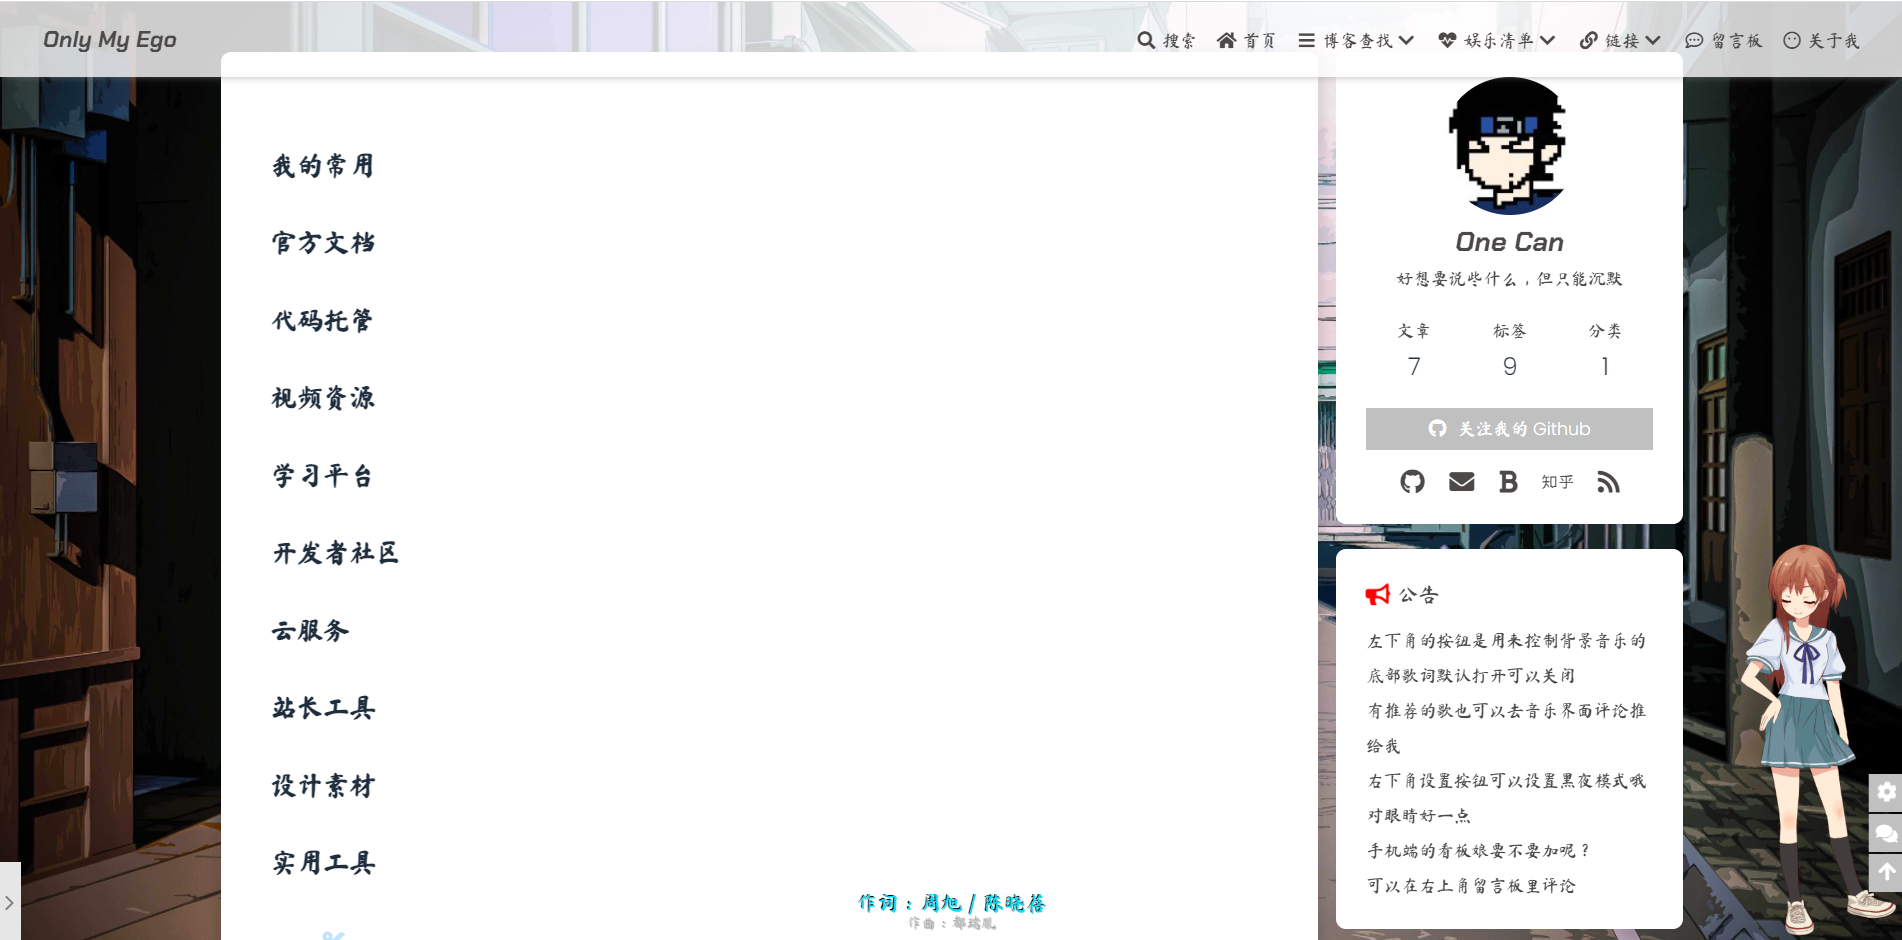 Only My Ego
搜索
首页
博客查找
娱乐清单
链接
留言板
关于我
我的常用
官方文档
代码托管
视频资源
学习平台
开发者社区
云服务
站长工具
设计素材
实用工具
One Can
好想要说些什么，但只能沉默
文章 标签 分类
7 9 1
关注我的 Github
知乎
公告
左下角的按钮是用来控制背景音乐的
底部歌词默认打开可以关闭
有推荐的歌也可以去音乐界面评论推
给我
右下角设置按钮可以设置黑夜模式哦
对眼睛好一点
手机端的看板娘要不要加呢？
可以在右上角留言板里评论
作词：周旭 / 陈晓蓓